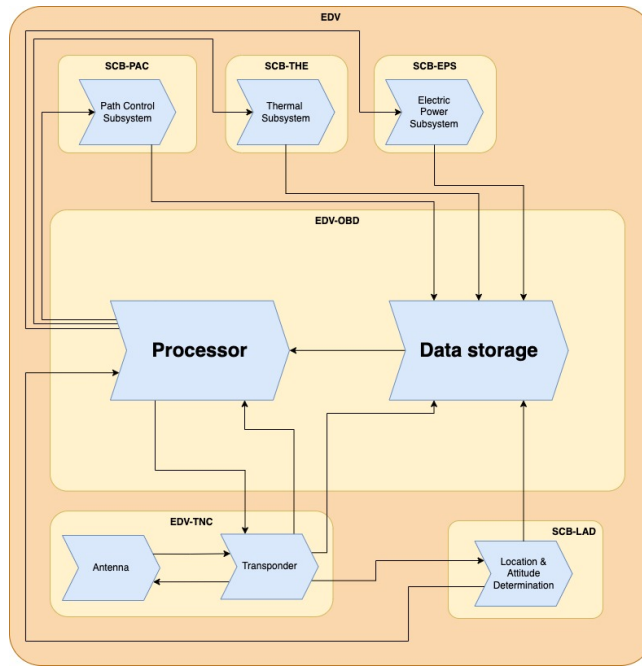 EDV
SCB-PAC
Path Control
Subsystem
SCB-THE
Thermal
Subsystem
SCB-EPS
Electric
Power
Subsystem
EDV-OBD
Processor
Data storage
EDV-TNC
Antenna
Transponder
SCB-LAD
Location &
Attitude
Determination